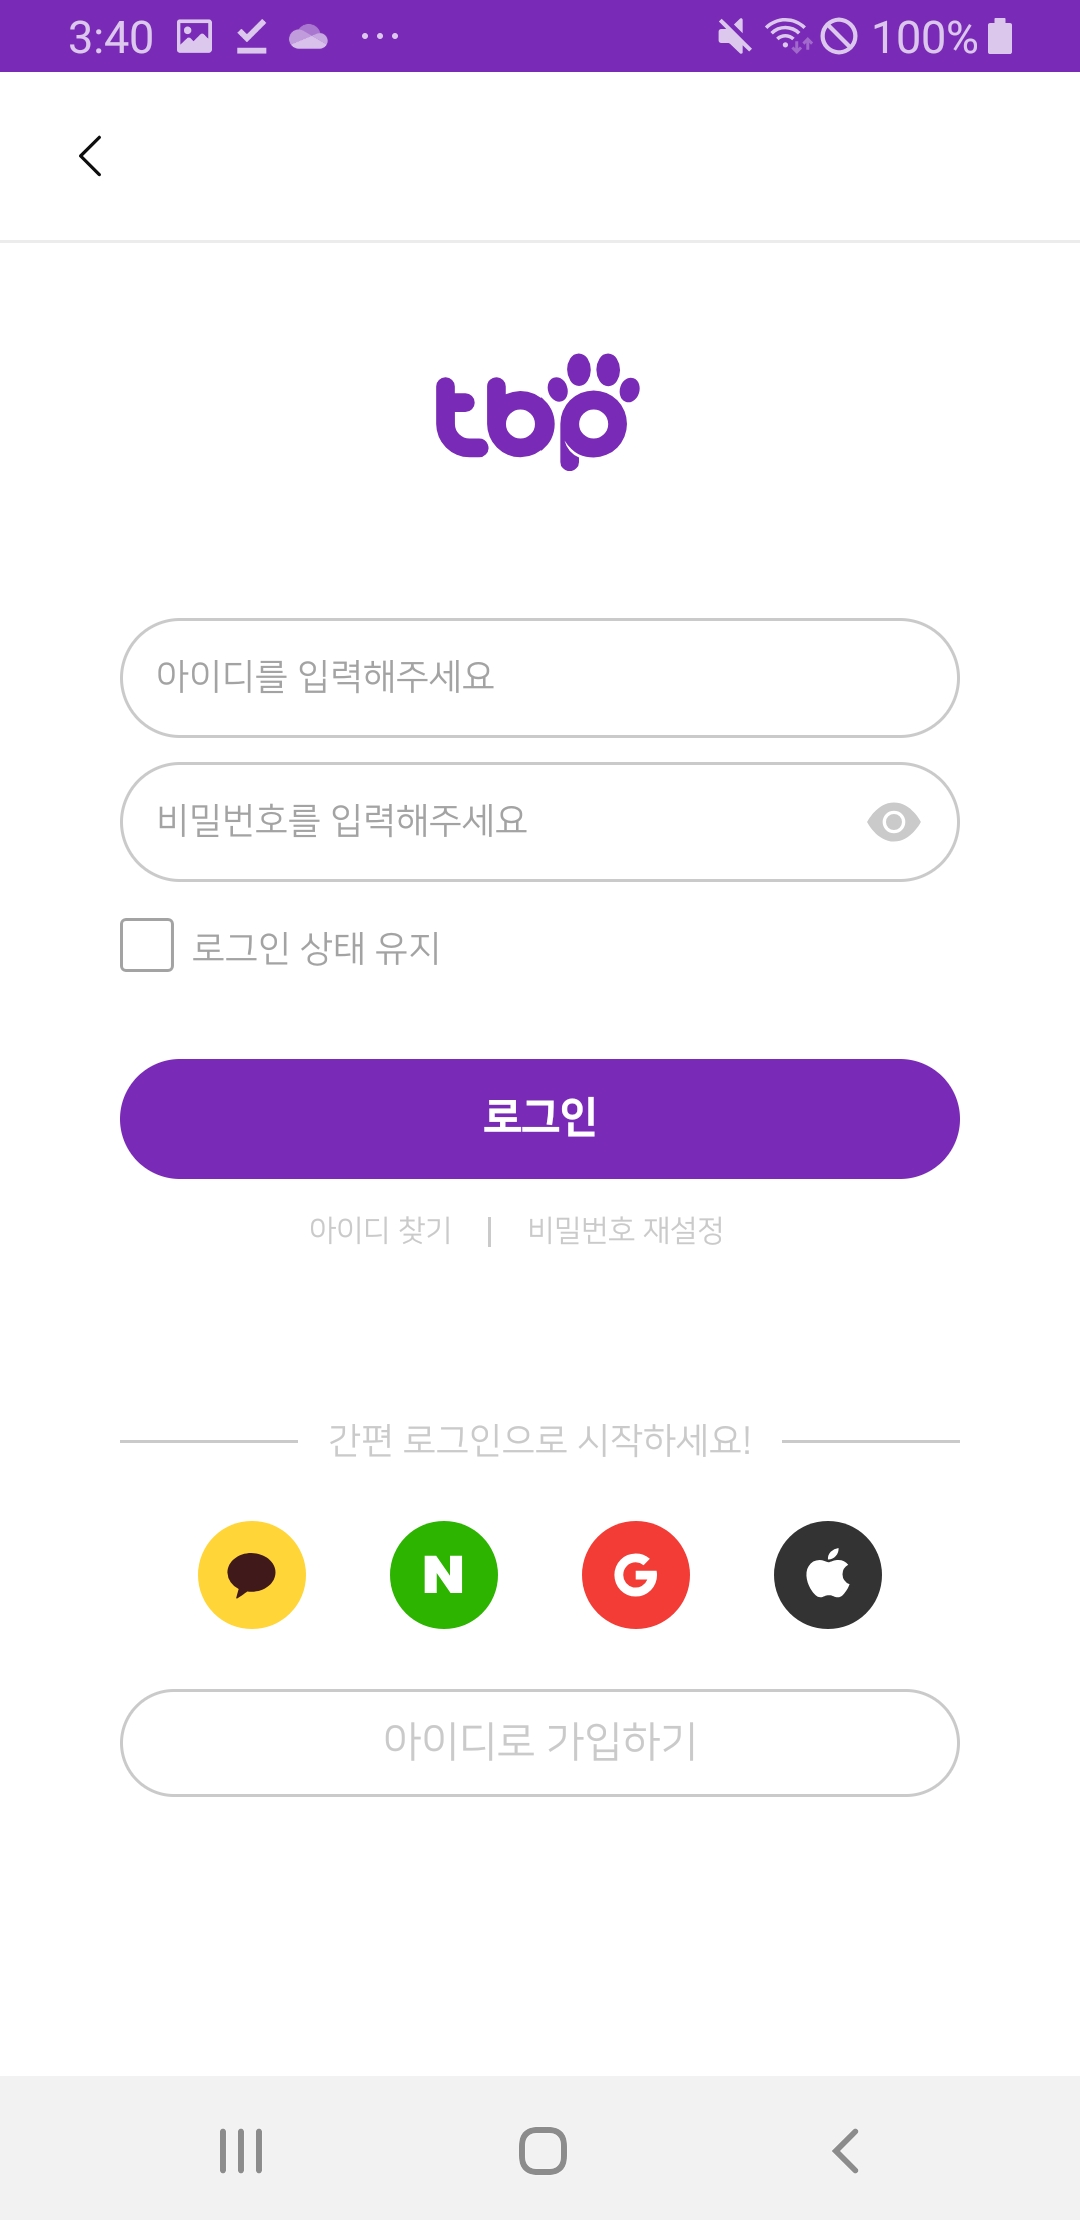 3:40 100%
tbp
아이디를 입력해주세요
비밀번호를 입력해주세요
로그인 상태 유지
로그인
아이디 찾기 | 비밀번호 재설정
간편 로그인으로 시작하세요!
N G
아이디로 가입하기